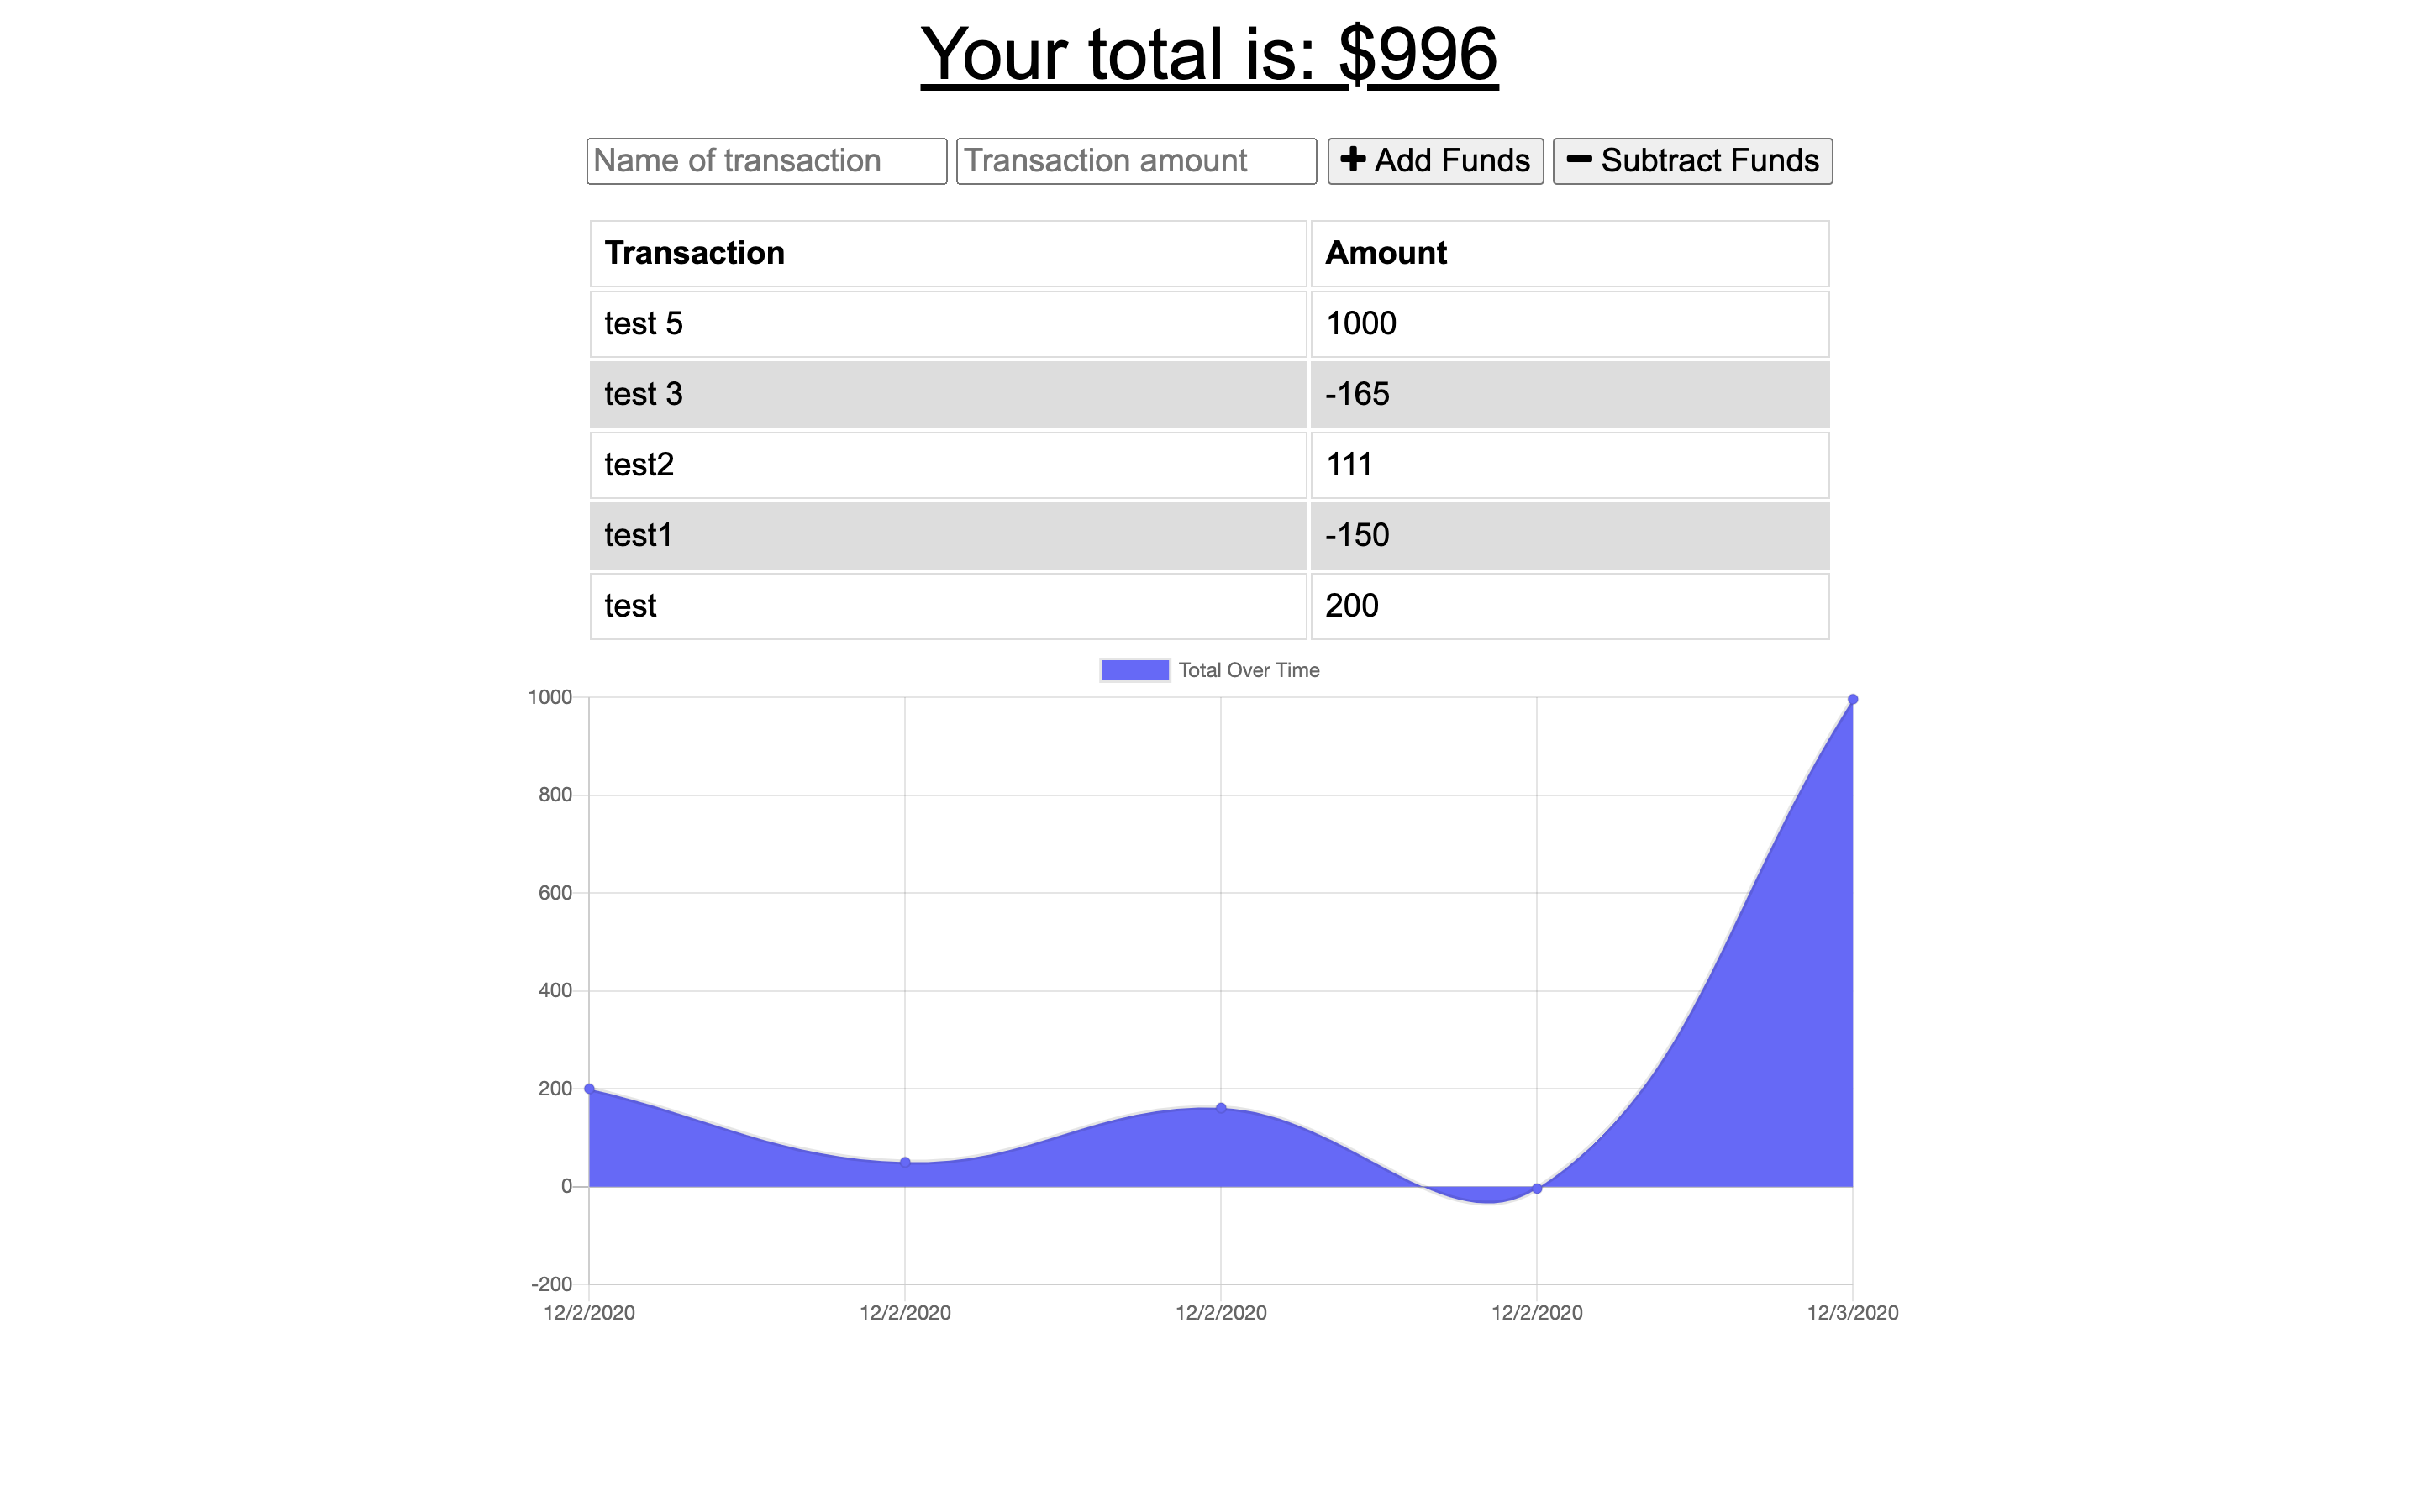 Your total is: $996
Name of transaction Transaction amount Add Funds Subtract Funds
Transaction Amount
test 5 1000
test 3 -165
test2 111
test1 -150
test 200
Total Over Time
1000
800
600
400
200
0
-200
12/2/2020 12/2/2020 12/2/2020 12/2/2020 12/3/2020